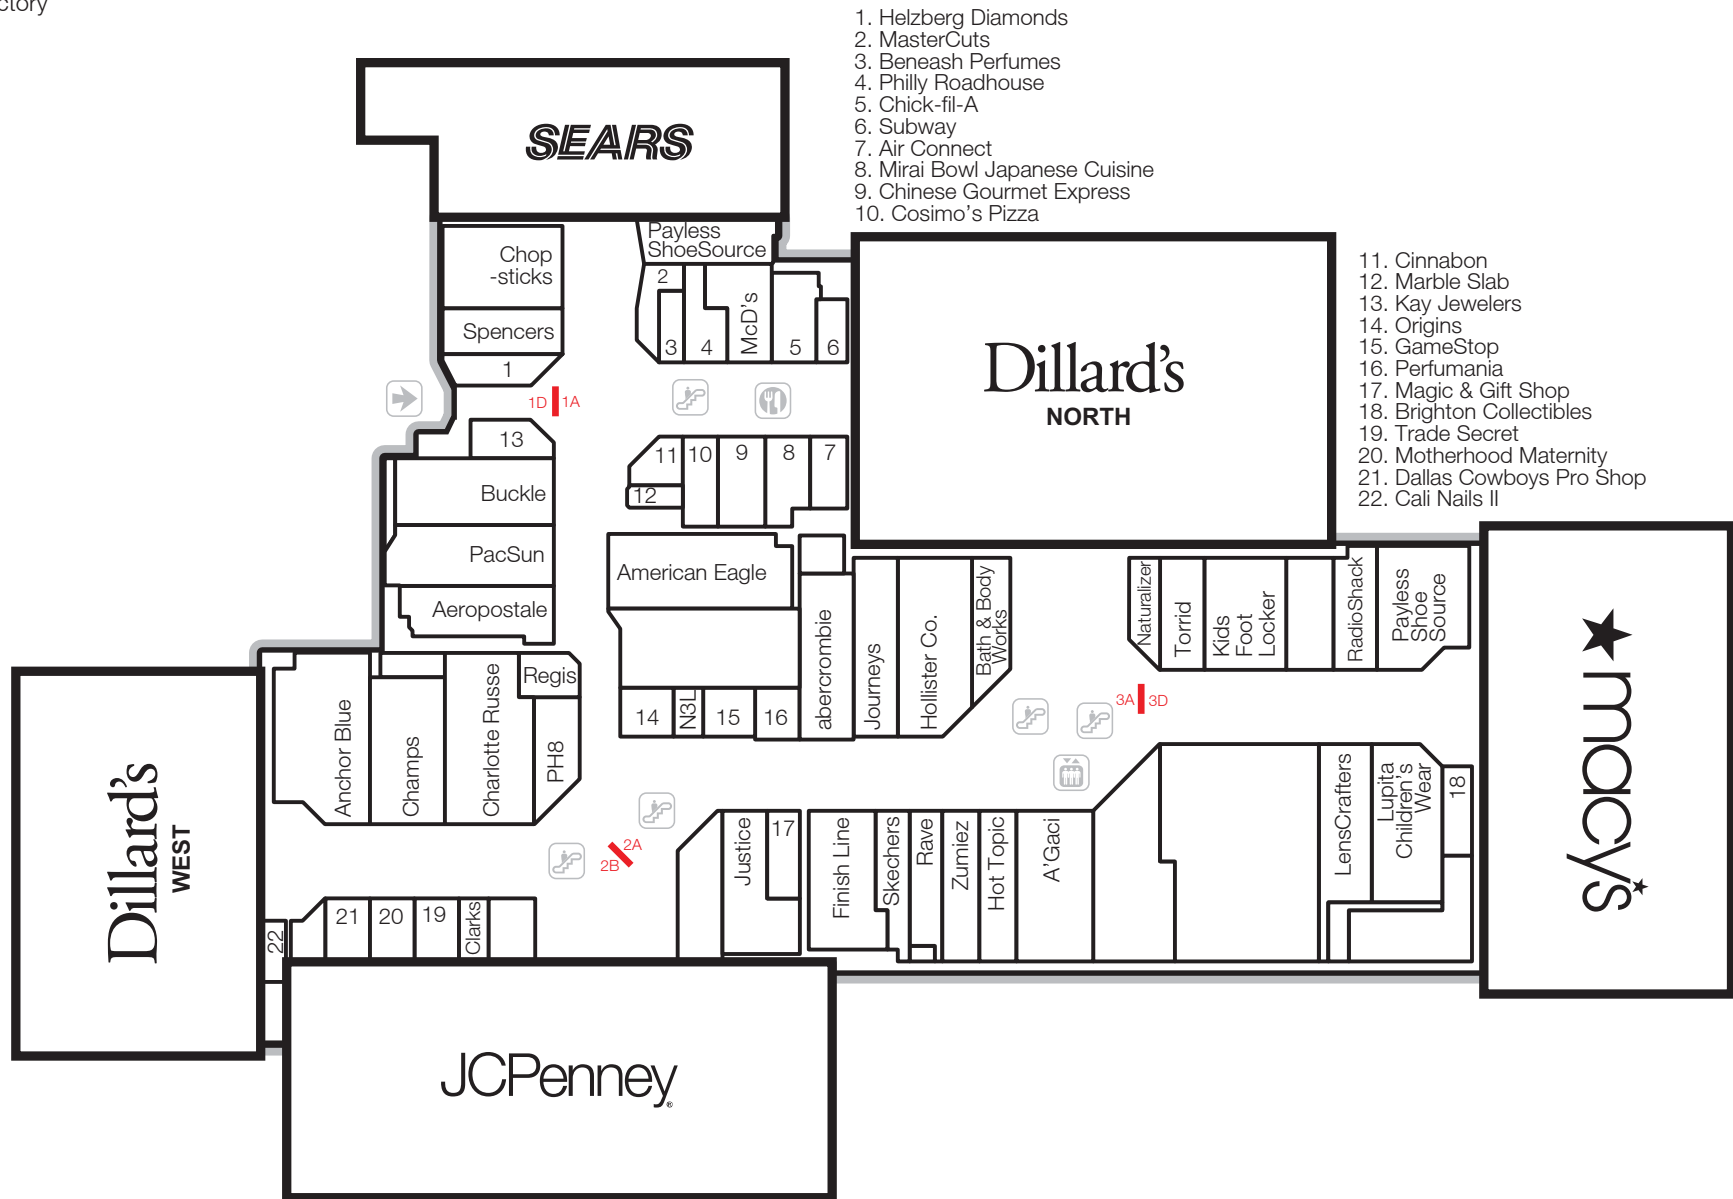 1. Helzberg Diamonds
2. MasterCuts
3. Beneash Perfumes
4. Philly Roadhouse
5. Chick-fil-A
6. Subway
7. Air Connect
8. Mirai Bowl Japanese Cuisine
9. Chinese Gourmet Express
10. Cosimo's Pizza
11. Cinnabon
12. Marble Slab
13. Kay Jewelers
14. Origins
15. GameStop
16. Perfumania
17. Magic & Gift Shop
18. Brighton Collectibles
19. Trade Secret
20. Motherhood Maternity
21. Dallas Cowboys Pro Shop
22. Cali Nails II
SEARS
Payless
ShoeSource
Chop
-sticks
Spencers
1
2
3
4
McD's
5
6
1D
1A
Dillard's
NORTH
13
11
10
9
8
7
12
Buckle
PacSun
Aeropostale
American Eagle
abercrombie
Journeys
Hollister Co.
Bath & Body
Works
Naturalizer
Torrid
Kids
Foot
Locker
RadioShack
Payless
Shoe
Source
macy's
Regis
Anchor Blue
Champs
Charlotte Russe
PH8
14
N3L
15
16
3A
3D
Dillard's
WEST
2A
2B
Justice
17
Finish Line
Skechers
Rave
Zumiez
Hot Topic
A'Gaci
LensCrafters
Lupita
Children's
Wear
18
22
21
20
19
Clarks
JCPenney®